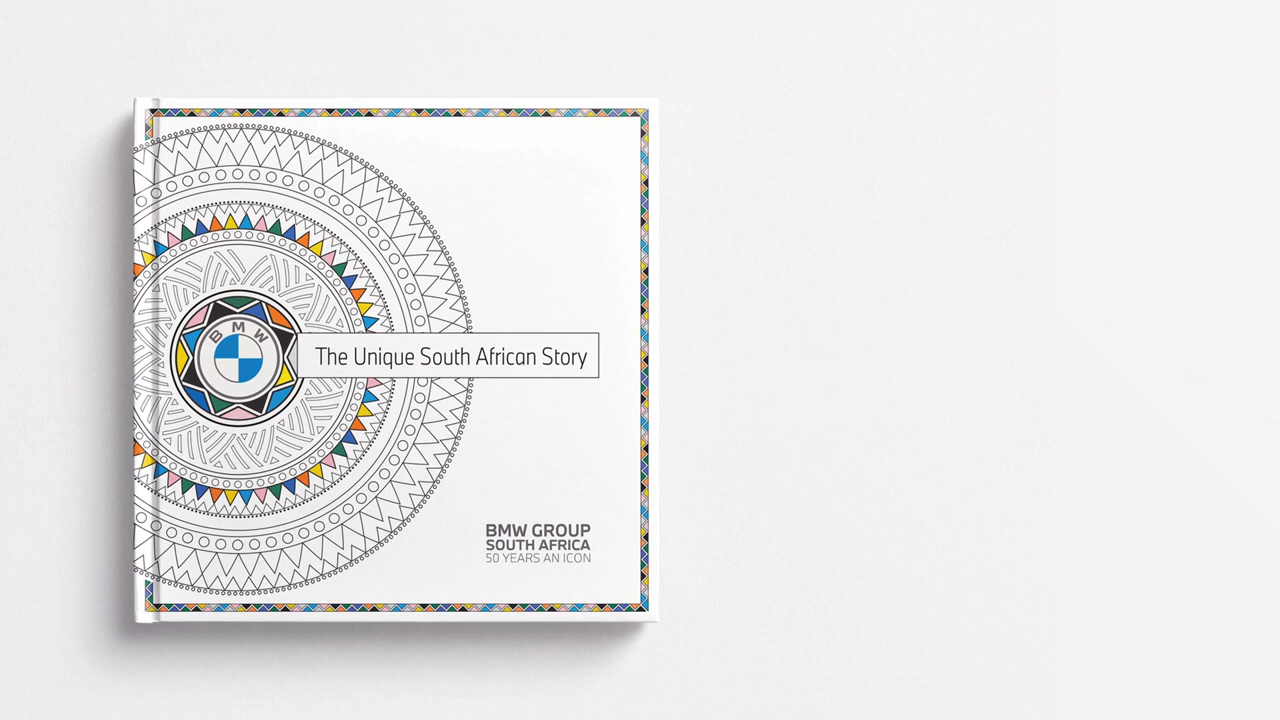 BMW
The Unique South African Story
BMW GROUP
SOUTH AFRICA
50 YEARS AN ICON